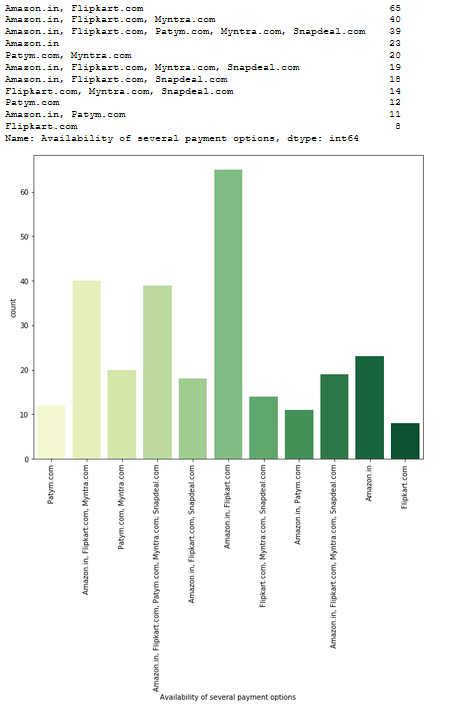 Amazon.in, Flipkart.com 65
Amazon.in, Flipkart.com, Myntra.com 40
Amazon.in, Flipkart.com, Patym.com, Myntra.com, Snapdeal.com 39
Amazon.in 23
Patym.com, Myntra.com 20
Amazon.in, Flipkart.com, Myntra.com, Snapdeal.com 19
Amazon.in, Flipkart.com, Snapdeal.com 18
Flipkart.com, Myntra.com, Snapdeal.com 14
Patym.com 12
Amazon.in, Patym.com 11
Flipkart.com 8
Name: Availability of several payment options, dtype: int64
60
50
40
30
20
10
0
count
Patym.com
Amazon.in, Flipkart.com, Myntra.com
Patym.com, Myntra.com
Amazon.in, Flipkart.com, Patym.com, Myntra.com, Snapdeal.com
Amazon.in, Flipkart.com, Snapdeal.com
Amazon.in, Flipkart.com
Flipkart.com, Myntra.com, Snapdeal.com
Amazon.in, Patym.com
Amazon.in, Flipkart.com, Myntra.com, Snapdeal.com
Amazon.in
Flipkart.com
Availability of several payment options